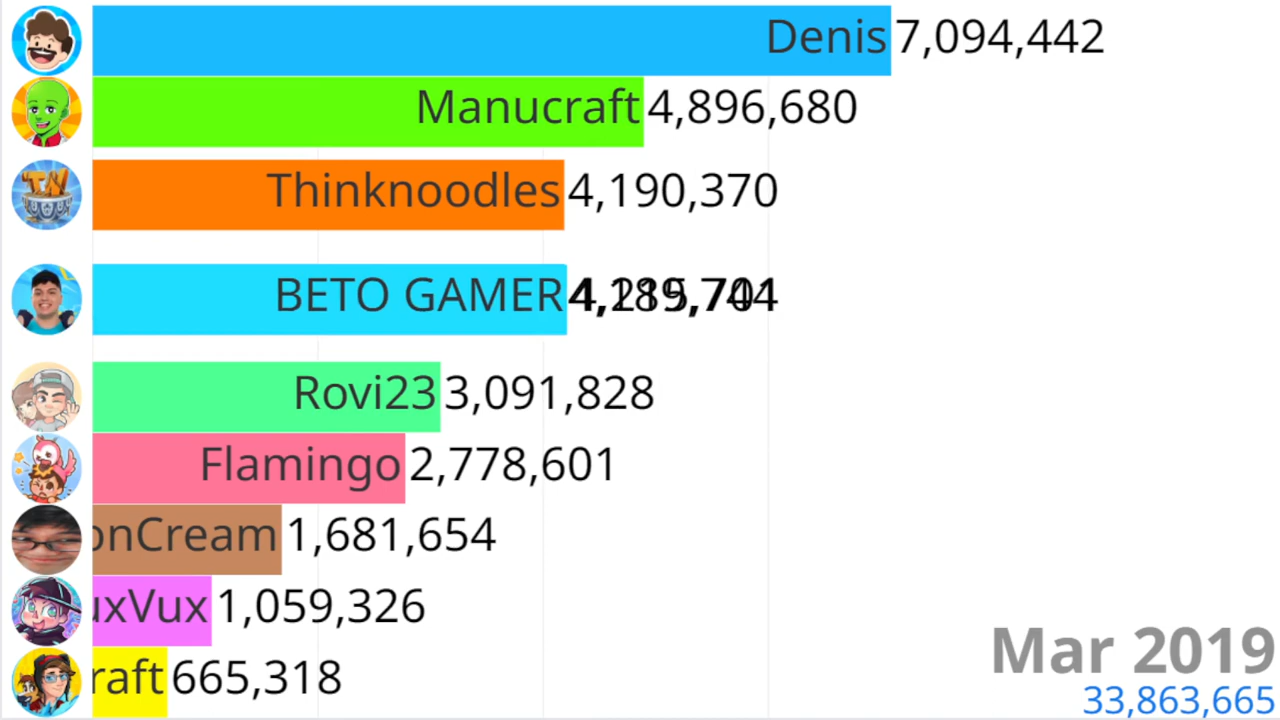 Denis 7,094,442
Manucraft 4,896,680
Thinknoodles 4,190,370
BETO GAMER
Rovi23 3,091,828
Flamingo 2,778,601
onCream 1,681,654
uxVux 1,059,326
raft 665,318
Mar 2019
33,863,665